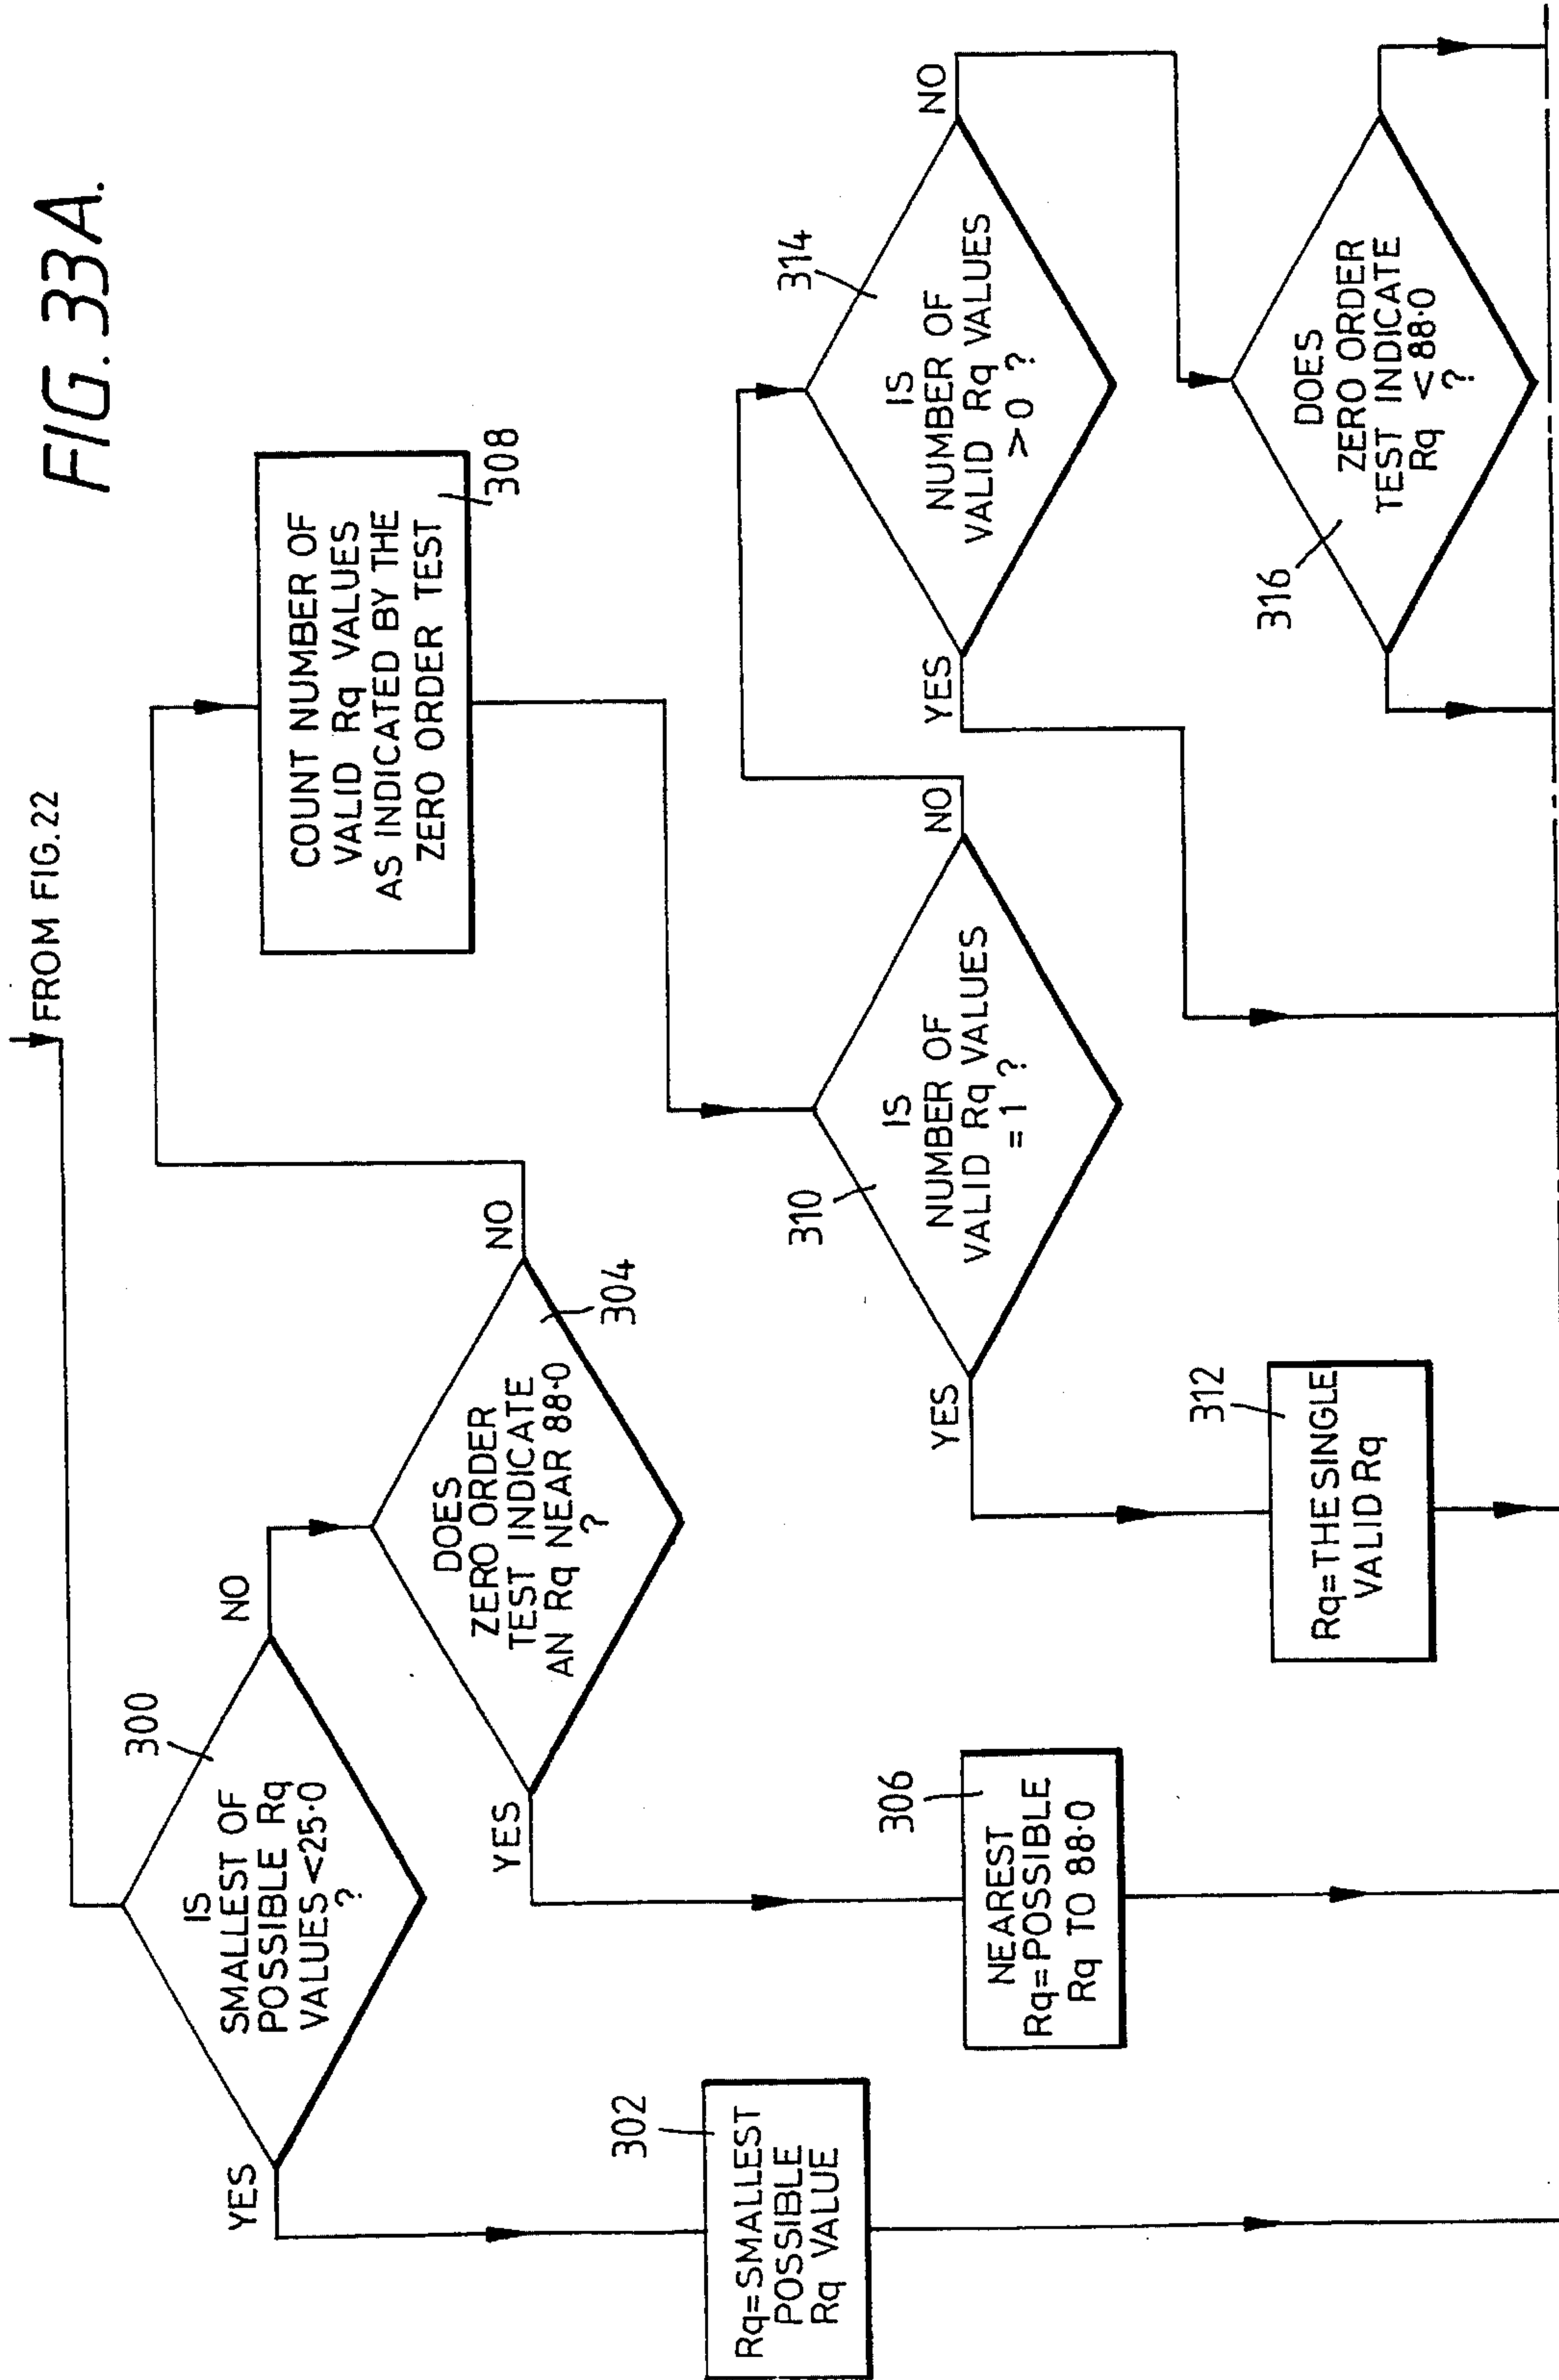 FIG. 33A.
FROM FIG.22
300
IS
SMALLEST OF
POSSIBLE Rq
VALUES <25·0
?
YES
NO
302
Rq=SMALLEST
POSSIBLE
Rq VALUE
304
DOES
ZERO ORDER
TEST INDICATE
AN Rq NEAR 88·0
?
YES
NO
306
NEAREST
Rq=POSSIBLE
Rq TO 88·0
308
COUNT NUMBER OF
VALID Rq VALUES
AS INDICATED BY THE
ZERO ORDER TEST
310
IS
NUMBER OF
VALID Rq VALUES
=1 ?
YES
NO
312
Rq=THE SINGLE
VALID Rq
314
IS
NUMBER OF
VALID Rq VALUES
>0 ?
YES
NO
316
DOES
ZERO ORDER
TEST INDICATE
Rq <88·0
?